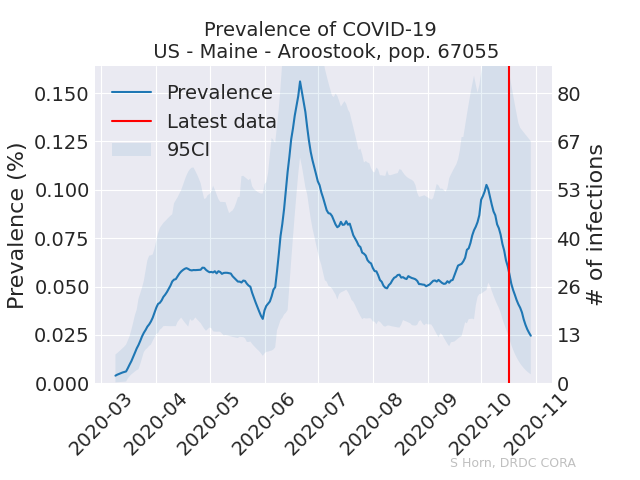 Prevalence of COVID-19
US - Maine - Aroostook, pop. 67055
Prevalence
Latest data
95CI
Prevalence (%)
0.150
0.125
0.100
0.075
0.050
0.025
0.000
80
67
53
40
26
13
0
# of infections
2020-03
2020-04
2020-05
2020-06
2020-07
2020-08
2020-09
2020-10
2020-11
S Horn, DRDC CORA